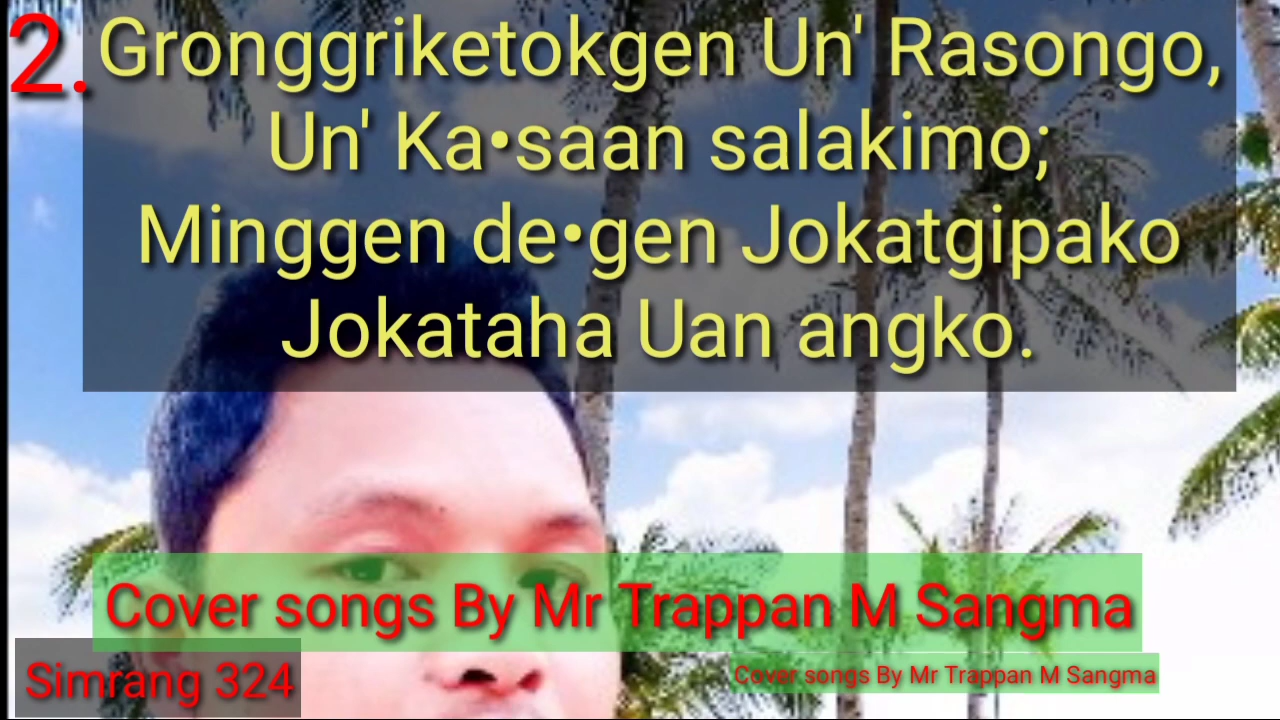 2. Gronggriketokgen Un' Rasongo,
Un' Ka•saan salakimo;
Minggen de•gen Jokatgipako
Jokataha Uan angko.
Cover songs By Mr Trappan M Sangma
Simrang 324
Cover songs By Mr Trappan M Sangma